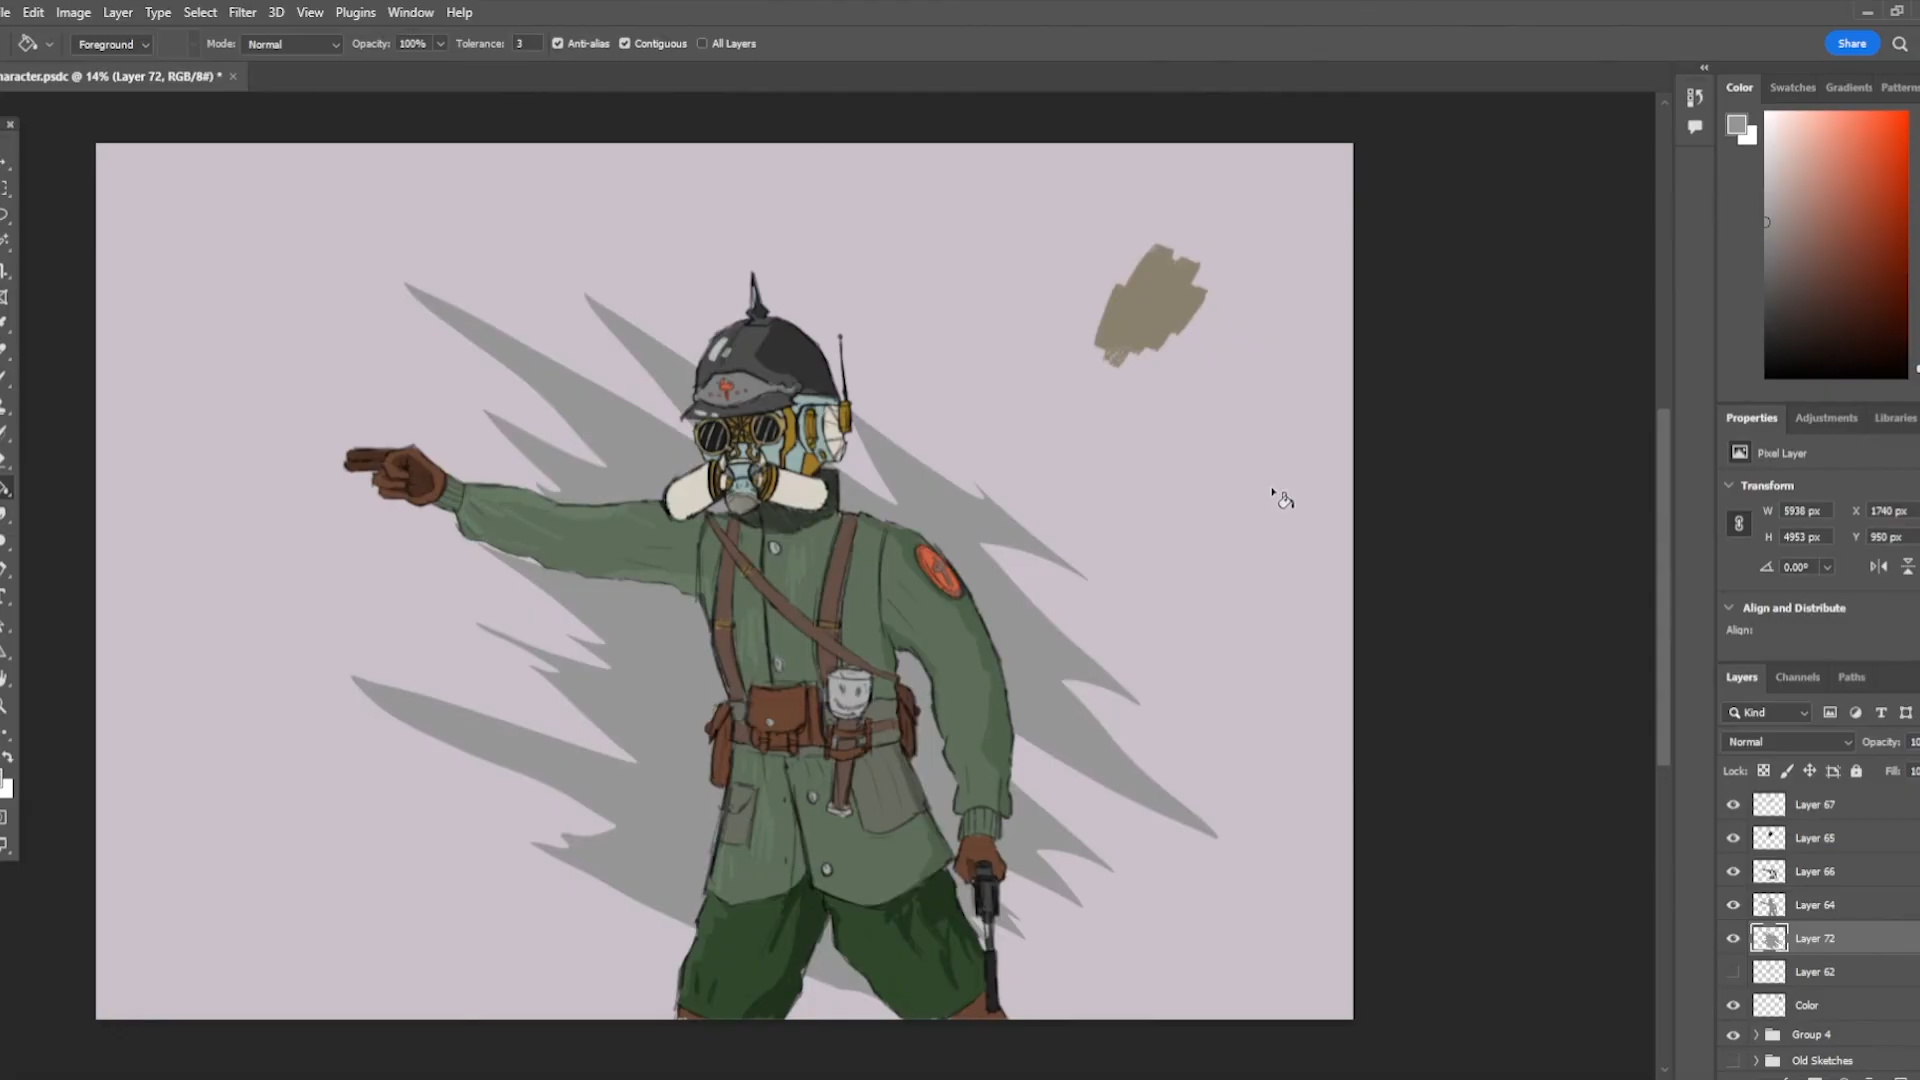 le Edit Image Layer Type Select Filter 3D View Plugins Window Help
Foreground Mode: Normal Opacity: 100% Tolerance: 3 Anti-alias Contiguous All Layers Share
haracter.psdc @ 14% (Layer 72, RGB/8#) *
Color Swatches Gradients Patterns
Properties Adjustments Libraries
Pixel Layer
Transform
W 5938 px X 1740 px
H 4953 px Y 950 px
0.00°
Align and Distribute
Align:
Layers Channels Paths
Kind
Normal Opacity: 10
Lock: Fill: 10
Layer 67
Layer 65
Layer 66
Layer 64
Layer 72
Layer 62
Color
Group 4
Old Sketches